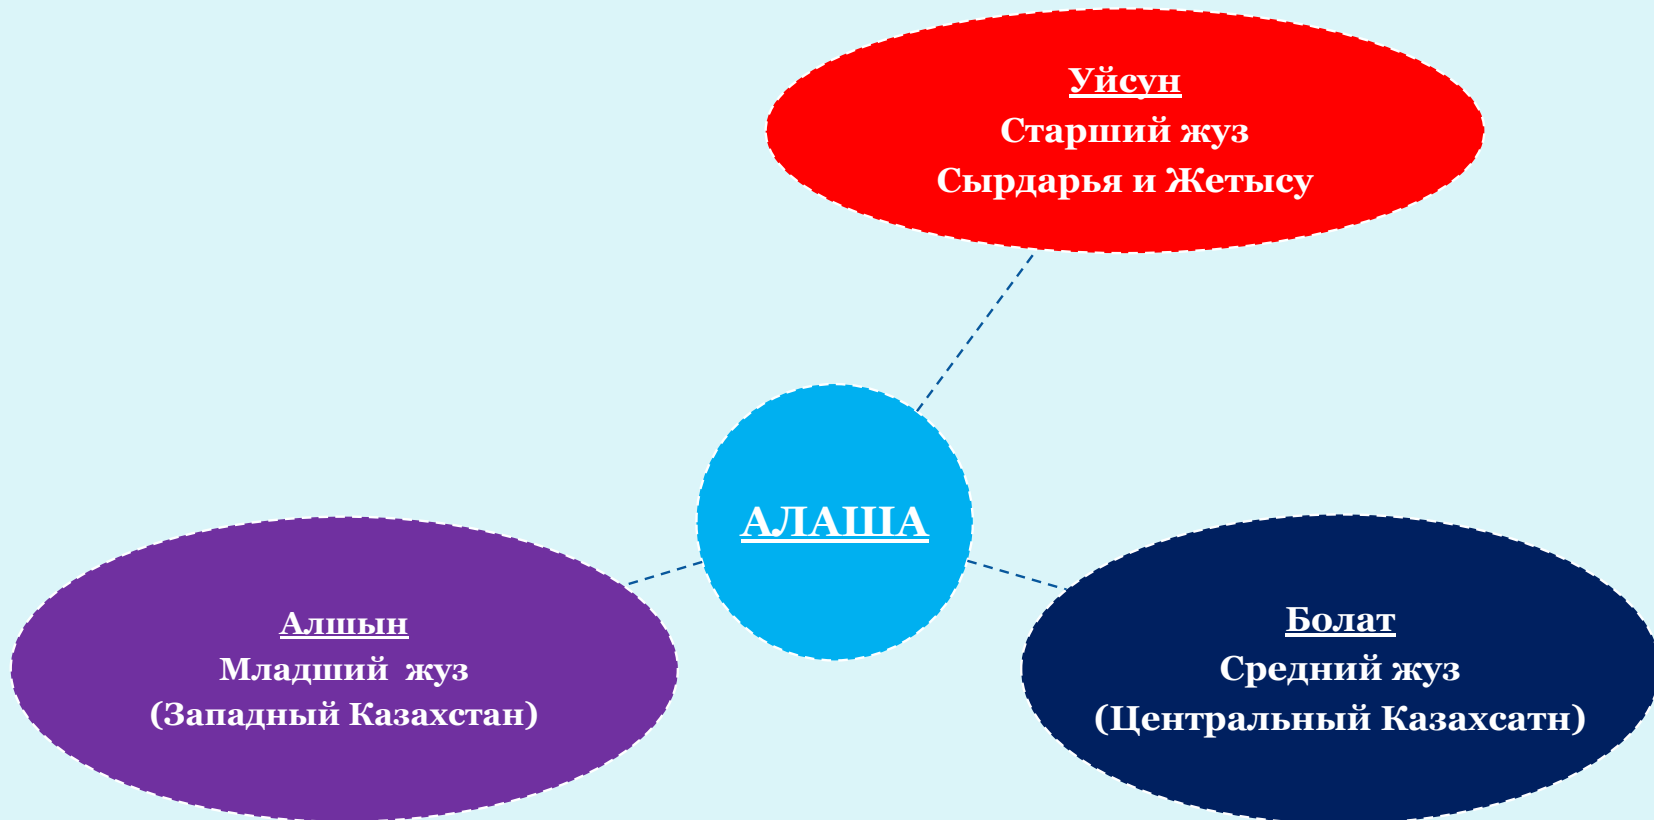 Уйсун
Старший жуз
Сырдарья и Жетысу
АЛАША
Алшын
Младший жуз
(Западный Казахстан)
Болат
Средний жуз
(Центральный Казахсатн)